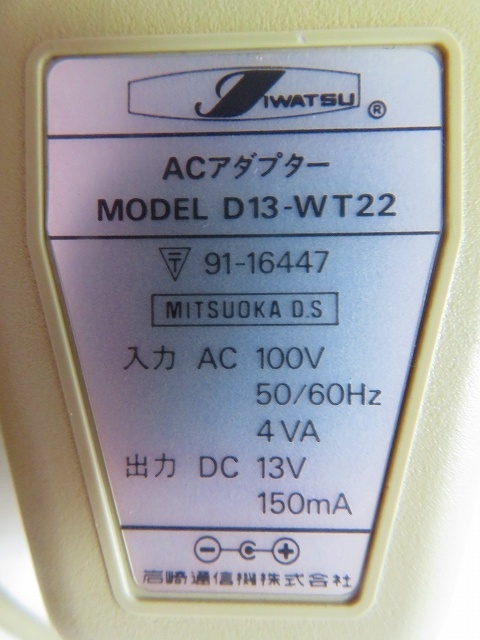 IWATSU ®
ACアダプター
MODEL D13-WT22
〒 91-16447
MITSUOKA D.S
入力 AC 100V
50/60Hz
4VA
出力 DC 13V
150mA
岩崎通信機株式会社